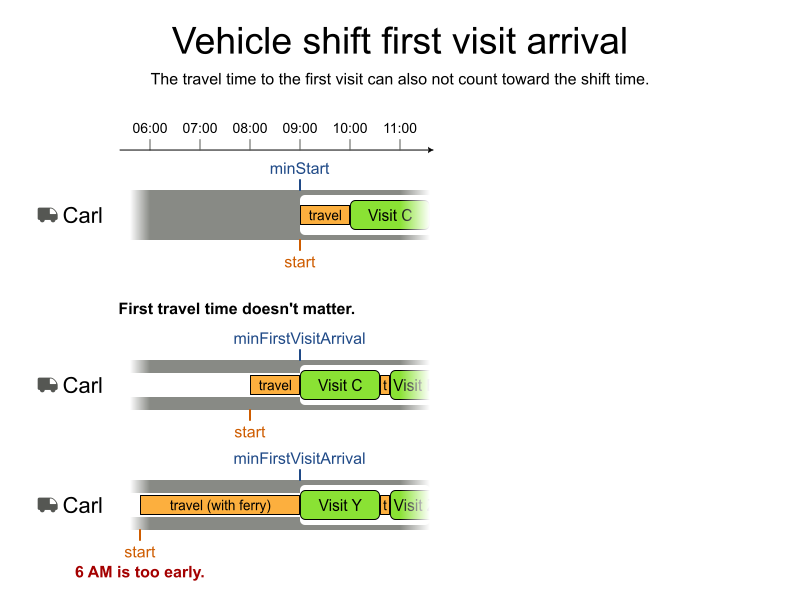 Vehicle shift first visit arrival
The travel time to the first visit can also not count toward the shift time.
06:00 07:00 08:00 09:00 10:00 11:00
minStart
Carl travel Visit C
start
First travel time doesn't matter.
minFirstVisitArrival
Carl travel Visit C t Visit
start
minFirstVisitArrival
Carl travel (with ferry) Visit Y t Visit
start
6 AM is too early.